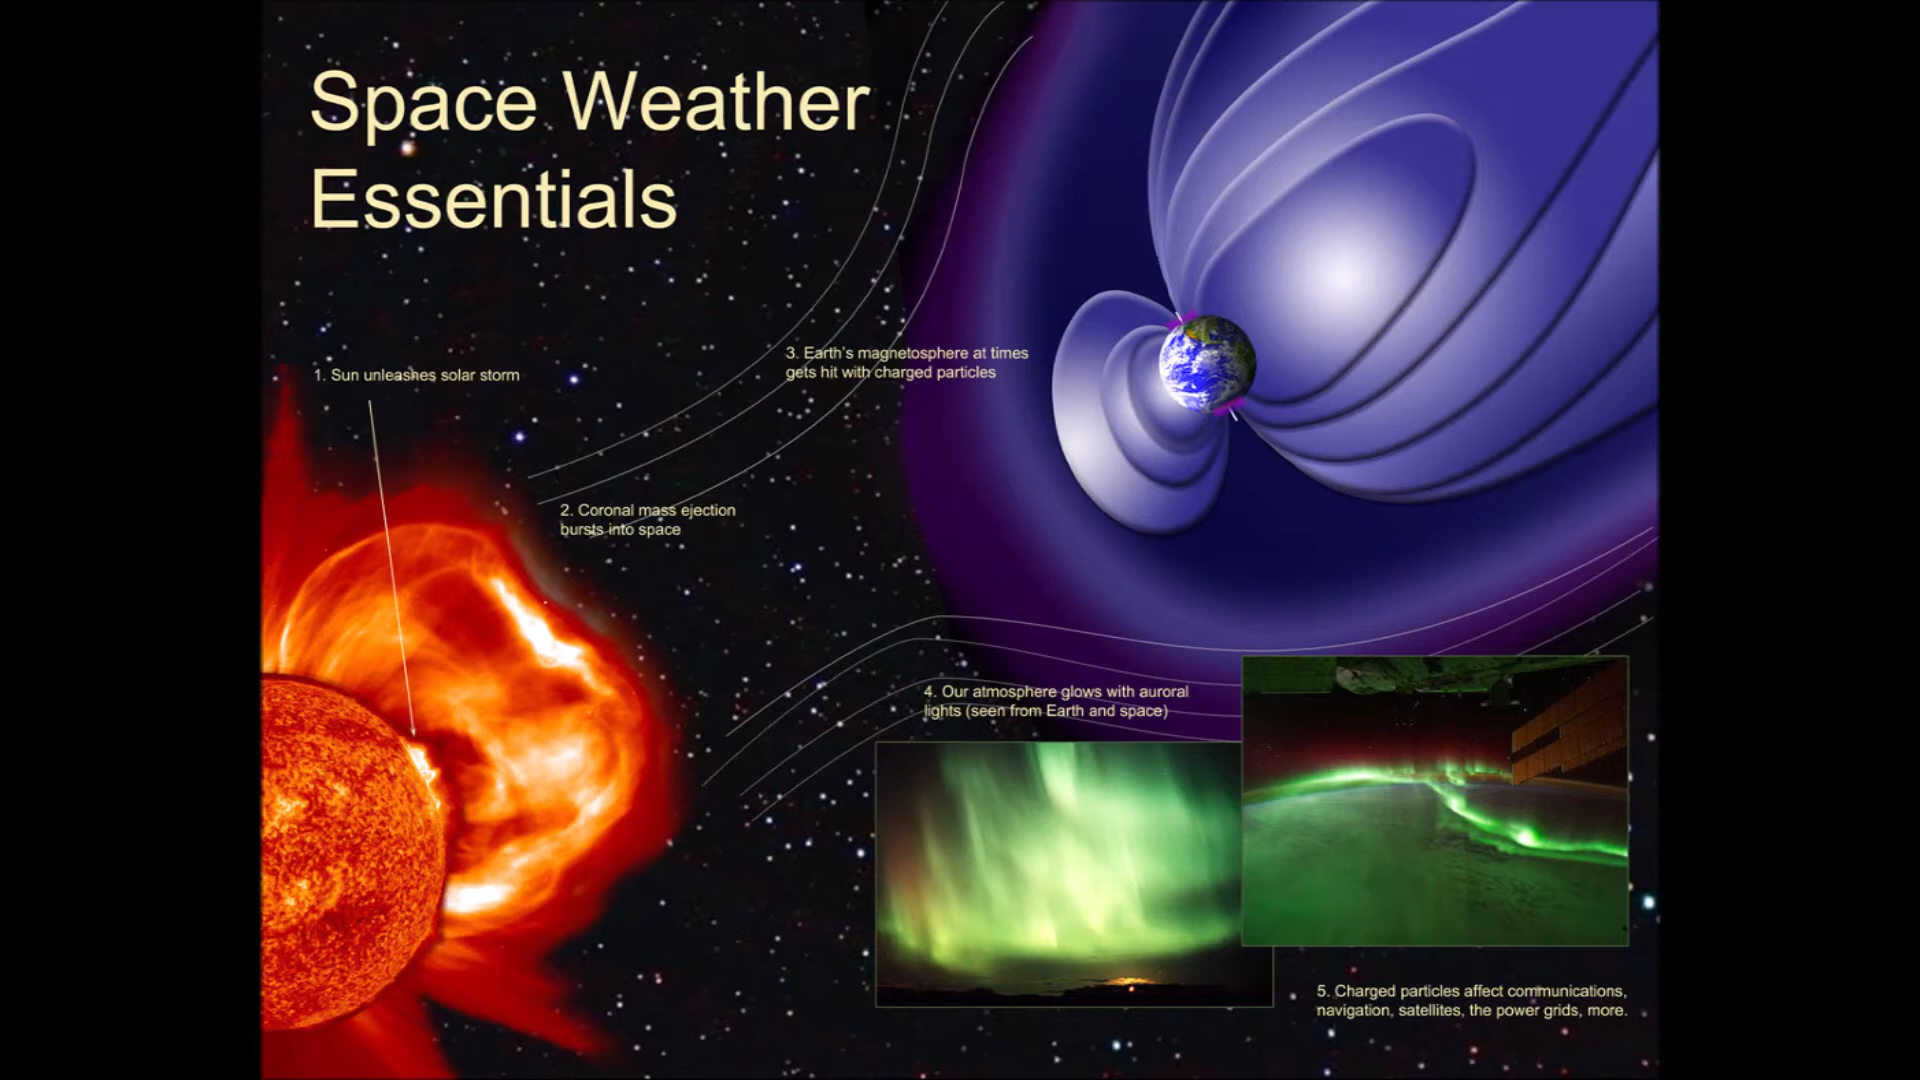 Space Weather
Essentials
1. Sun unleashes solar storm
2. Coronal mass ejection
bursts into space
3. Earth's magnetosphere at times
gets hit with charged particles
4. Our atmosphere glows with auroral
lights (seen from Earth and space)
5. Charged particles affect communications,
navigation, satellites, the power grids, more.